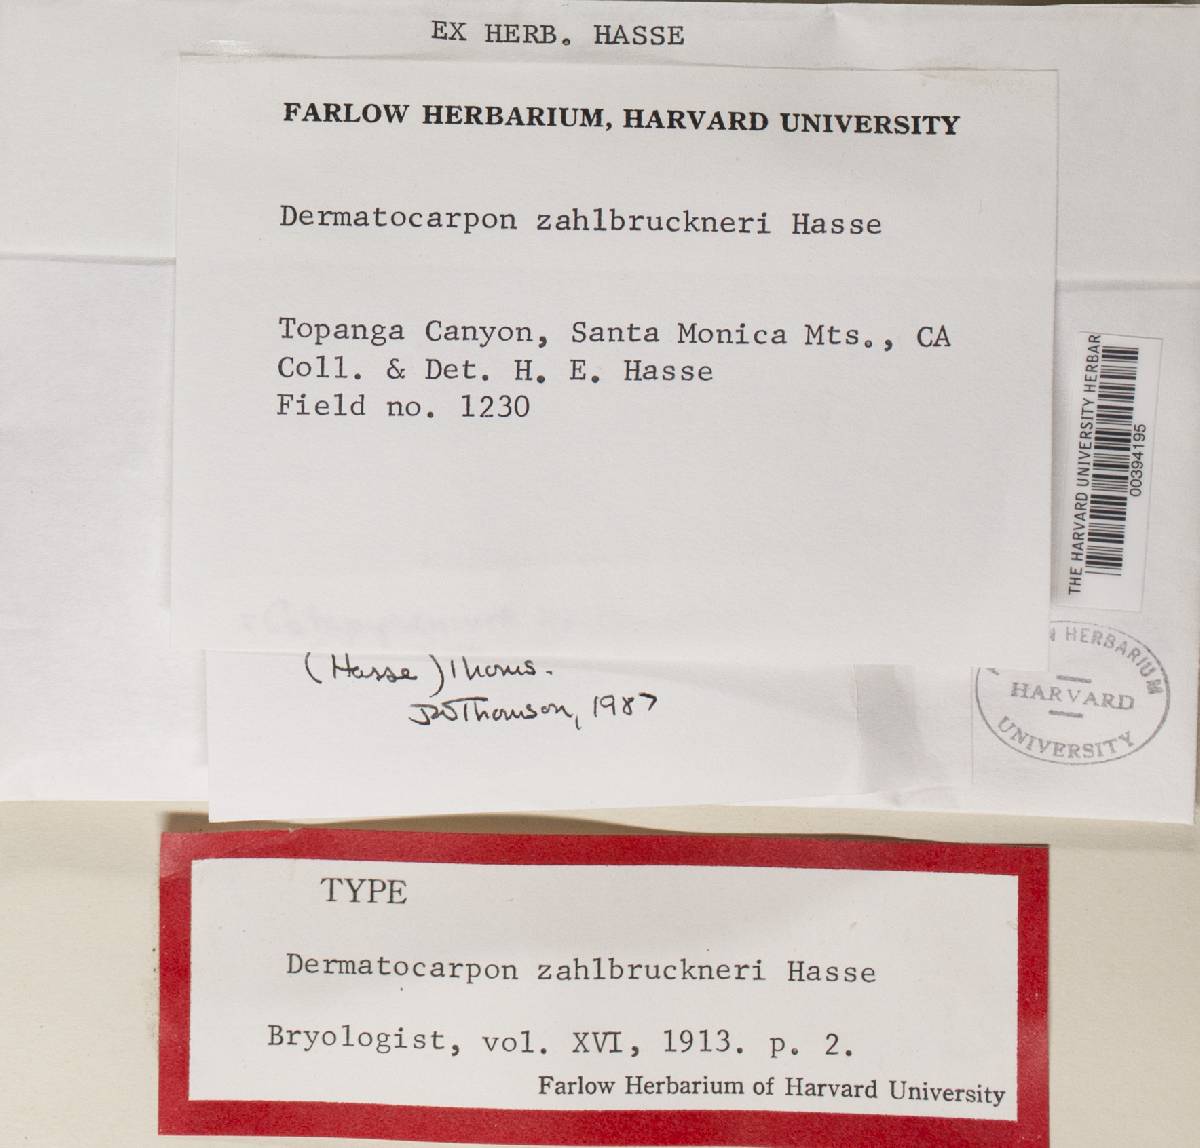 EX HERB. HASSE
FARLOW HERBARIUM, HARVARD UNIVERSITY
Dermatocarpon zahlbruckneri Hasse
Topanga Canyon, Santa Monica Mts., CA
Coll. & Det. H. E. Hasse
Field no. 1230
THE HARVARD UNIVERSITY HERBAR
00394195
(Hasse) Thoms.
JWThomson, 1987
HERBARIUM
HARVARD
UNIVERSITY
TYPE
Dermatocarpon zahlbruckneri Hasse
Bryologist, vol. XVI, 1913. p. 2.
Farlow Herbarium of Harvard University